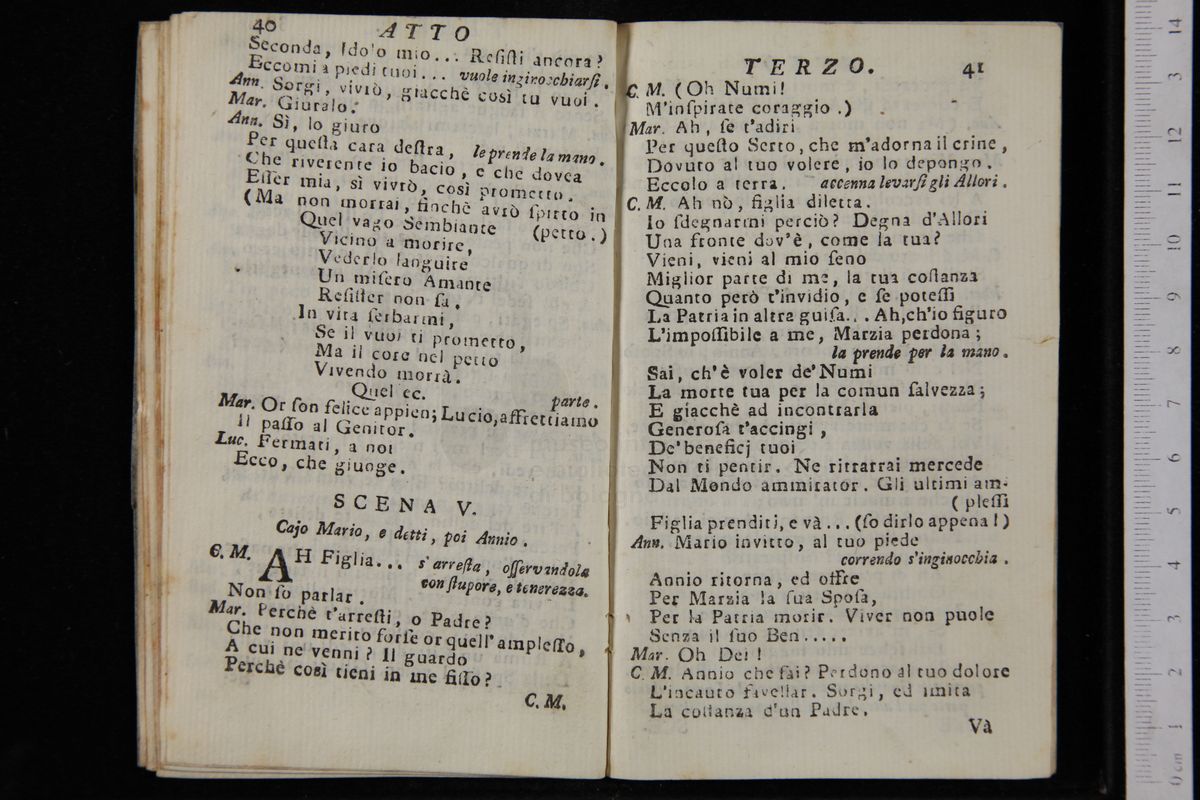 40 ATTO
Seconda, Idolo mio... Resisti ancora?
Eccomi a piedi tuoi... vuole inginocchiarsi.
Ann. Sorgi, vivrò, giacchè così tu vuoi.
Mar. Giuralo.
Ann. Sì, lo giuro
Per questa cara destra, le prende la mano.
Che riverente io bacio, e che dovea
Esser mia, sì vivrò, così prometto.
(Ma non morrai, finchè avrò spirto in
Quel vago Sembiante (petto.)
Vicino a morire,
Vederlo languire
Un misero Amante
Resister non sa.
In vita serbarmi,
Se il vuoi ti prometto,
Ma il core nel petto
Vivendo morrà.
Quel ec. parte.
Mar. Or son felice appien; Lucio, affrettiamo
Il passo al Genitor.
Luc. Fermati, a noi
Ecco, che giunge.
SCENA V.
Cajo Mario, e detti, poi Annio.
C. M. AH Figlia... s'arresta, osservandola
con stupore, e tenerezza.
Non so parlar.
Mar. Perchè t'arresti, o Padre?
Che non merito forse or quell' amplesso,
A cui ne venni? Il guardo
Perchè così tieni in me fisso?
C. M.
TERZO. 41
C. M. (Oh Numi!
M'inspirate coraggio.)
Mar. Ah, se t'adiri
Per questo Serto, che m'adorna il crine,
Dovuto al tuo volere, io lo depongo.
Eccolo a terra. accenna levarsi gli Allori.
C. M. Ah nò, figlia diletta.
Io sdegnarmi perciò? Degna d'Allori
Una fronte dov'è, come la tua?
Vieni, vieni al mio seno
Miglior parte di me, la tua costanza
Quanto però t'invidio, e se potessi
La Patria in altra guisa... Ah, ch'io figuro
L'impossibile a me, Marzia perdona;
la prende per la mano.
Sai, ch'è voler de' Numi
La morte tua per la comun salvezza;
E giacchè ad incontrarla
Generosa t'accingi,
De' beneficj tuoi
Non ti pentir. Ne ritrarrai mercede
Dal Mondo ammirator. Gli ultimi am-
(plessi
Figlia prenditi, e và... (so dirlo appena!)
Ann. Mario invitto, al tuo piede
correndo s'inginocchia.
Annio ritorna, ed offre
Per Marzia la sua Sposa,
Per la Patria morir. Viver non puole
Senza il suo Ben.....
Mar. Oh Dei!
C. M. Annio che fai? Perdono al tuo dolore
L'incauto favellar. Sorgi, ed imita
La costanza d'un Padre.
Và